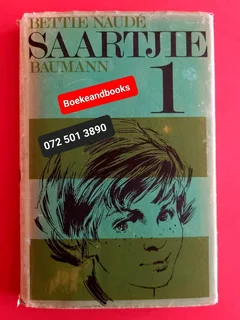 BETTIE NAUDÉ
SAARTJIE
BAUMANN
1
Boekeandbooks
072 501 3890